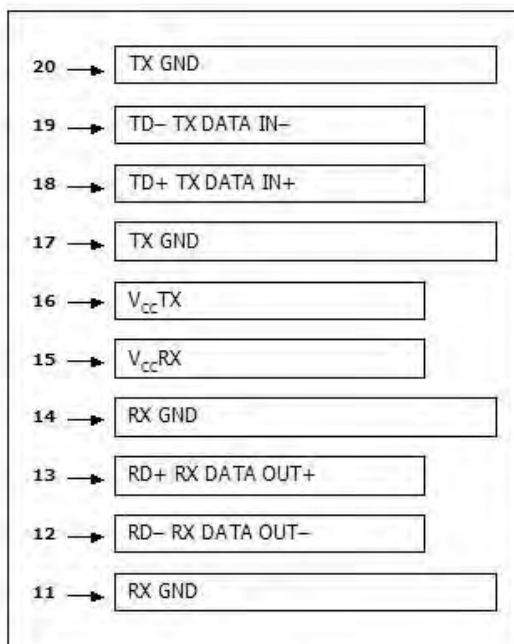 20 TX GND
19 TD– TX DATA IN–
18 TD+ TX DATA IN+
17 TX GND
16 VCCTX
15 VCCRX
14 RX GND
13 RD+ RX DATA OUT+
12 RD– RX DATA OUT–
11 RX GND